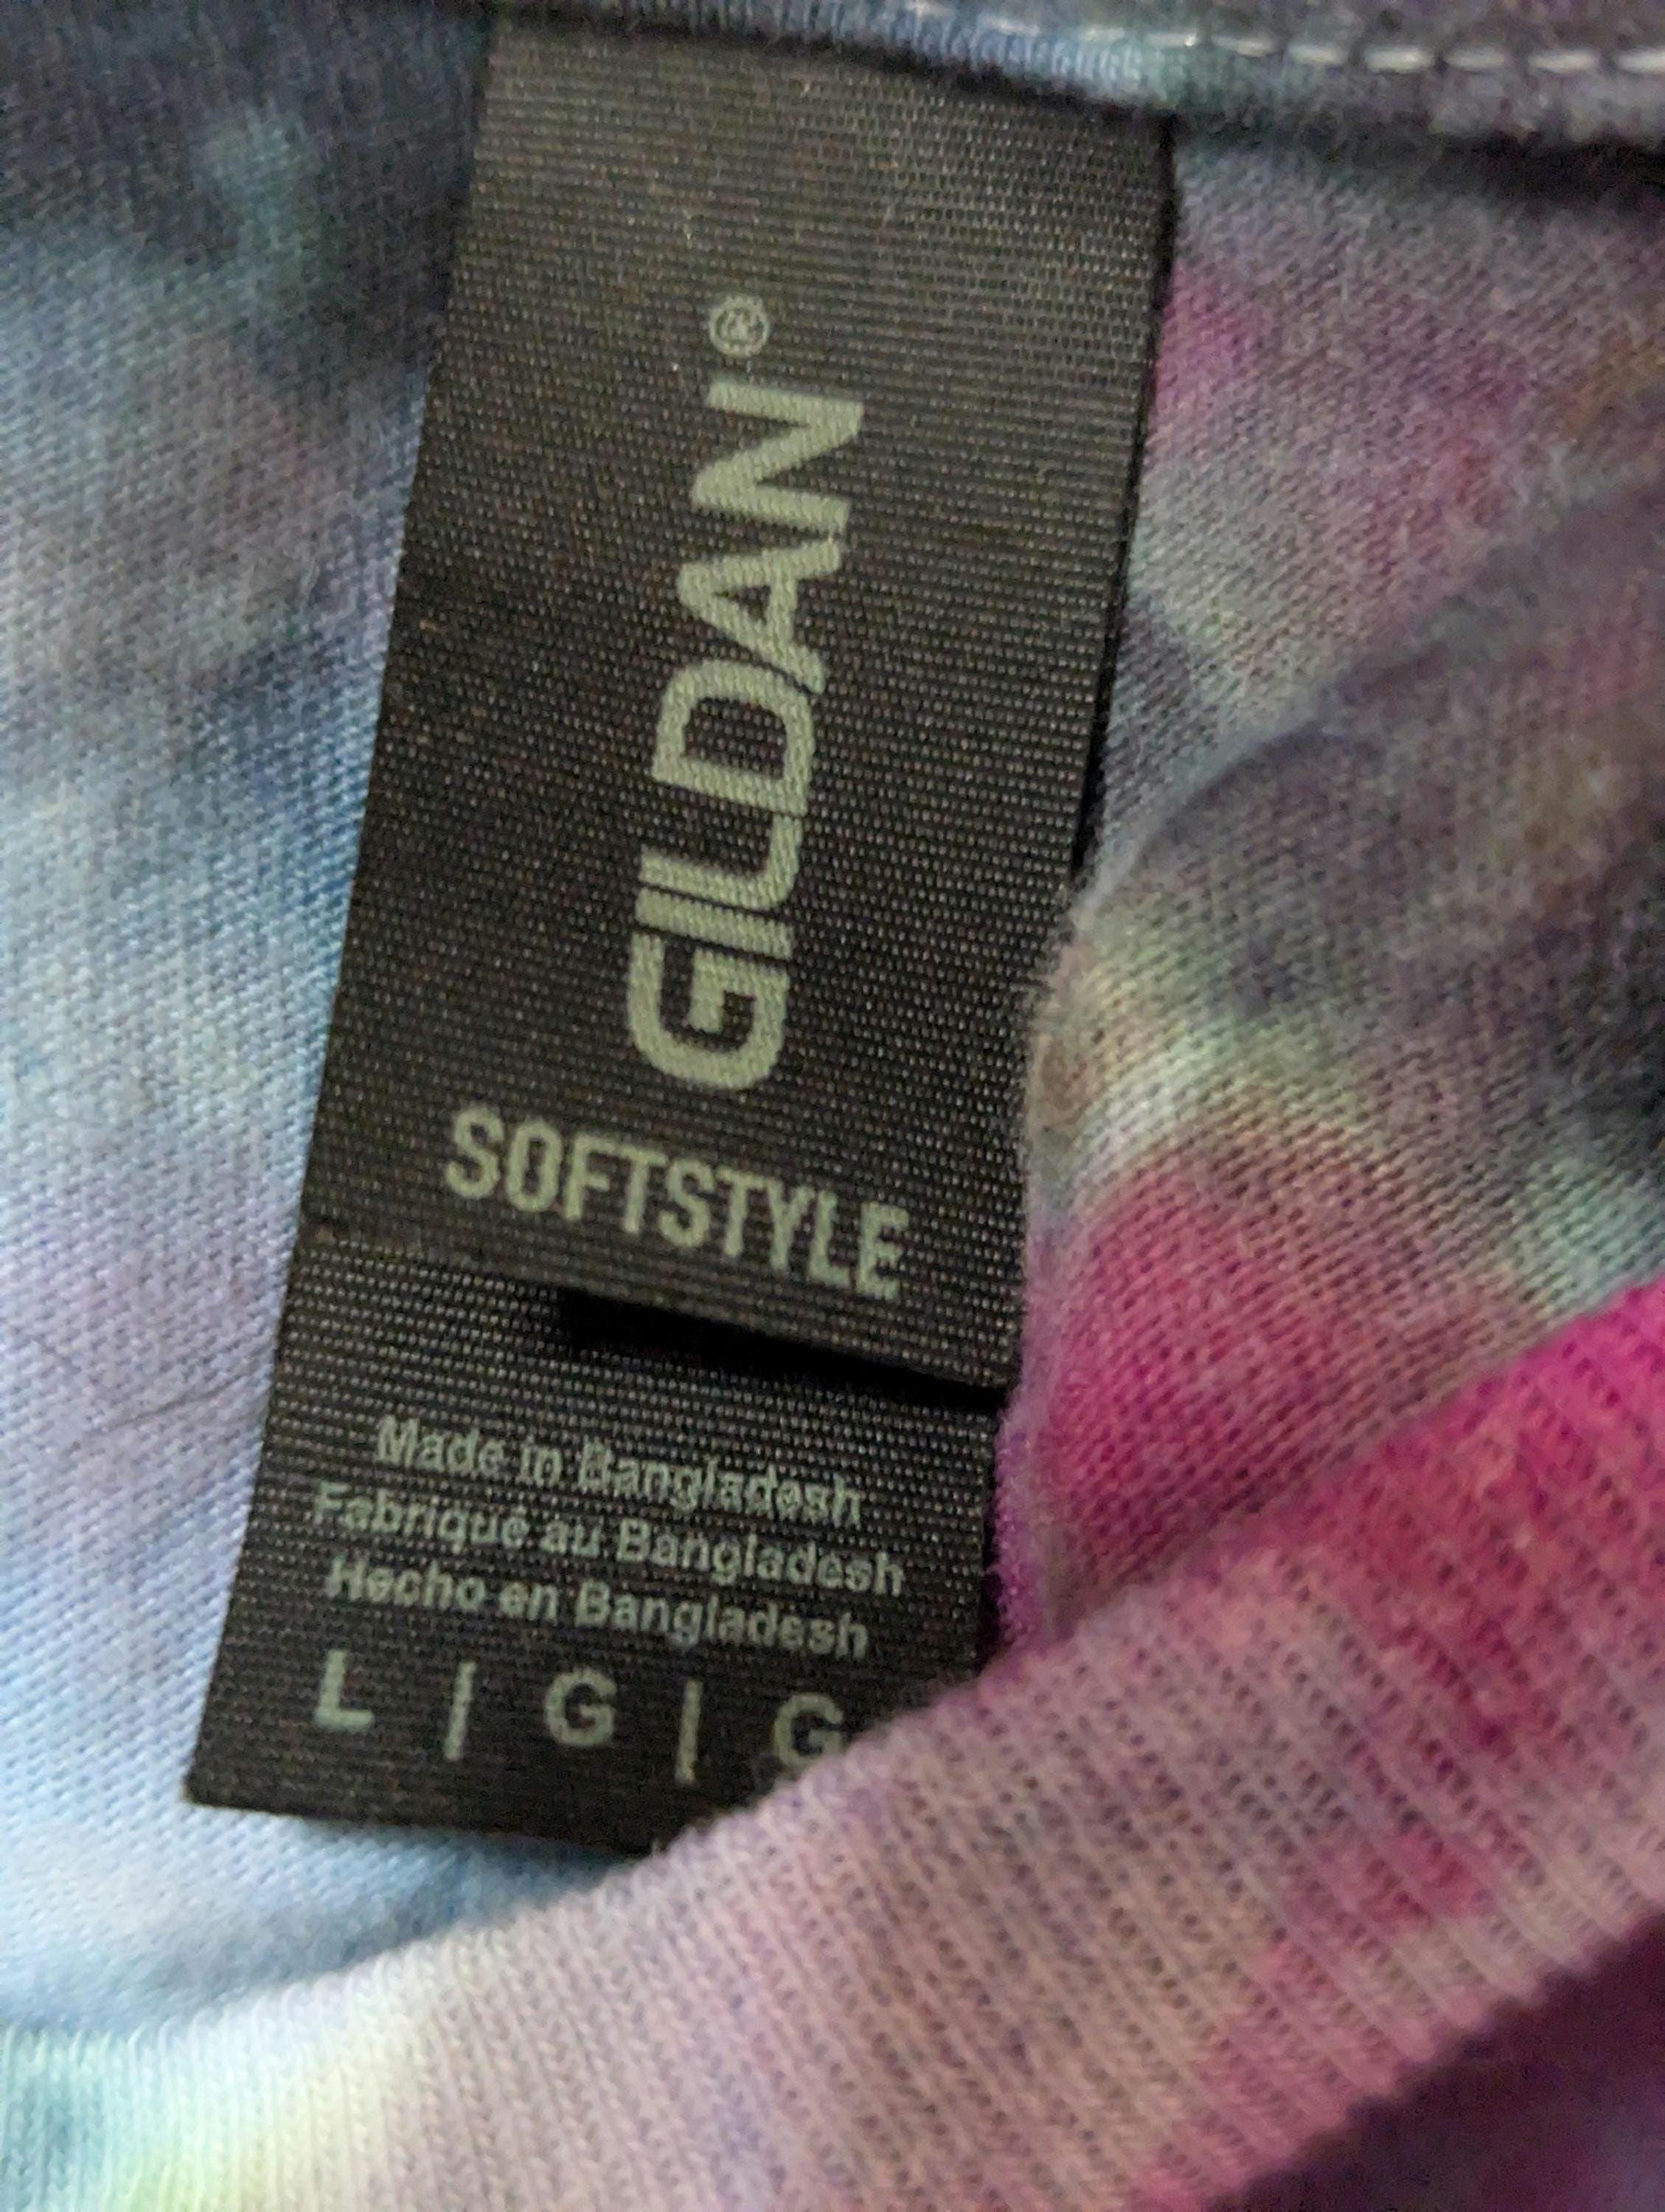 GILDAN®
SOFTSTYLE
Made in Bangladesh
Fabriqué au Bangladesh
Hecho en Bangladesh
L | G | G